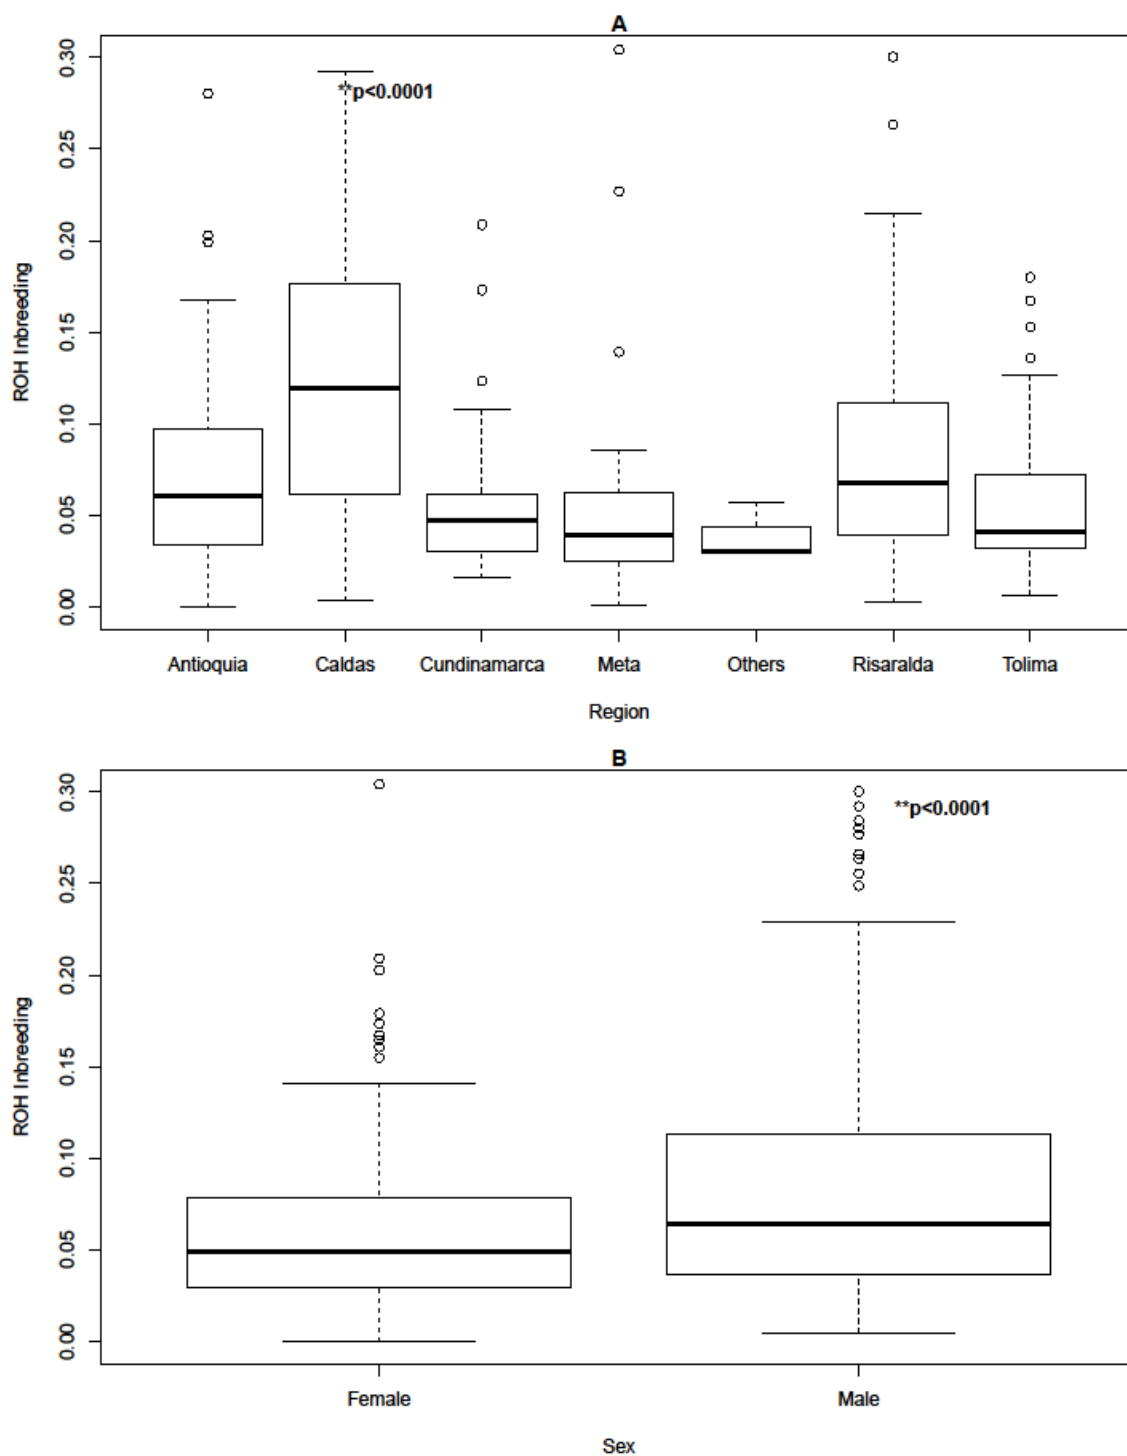 A
0.30
0.25
0.20
0.15
0.10
0.05
0.00
ROH Inbreeding
**p<0.0001
Antioquia Caldas Cundinamarca Meta Others Risaralda Tolima
Region
B
0.30
0.25
0.20
0.15
0.10
0.05
0.00
ROH Inbreeding
**p<0.0001
Female Male
Sex